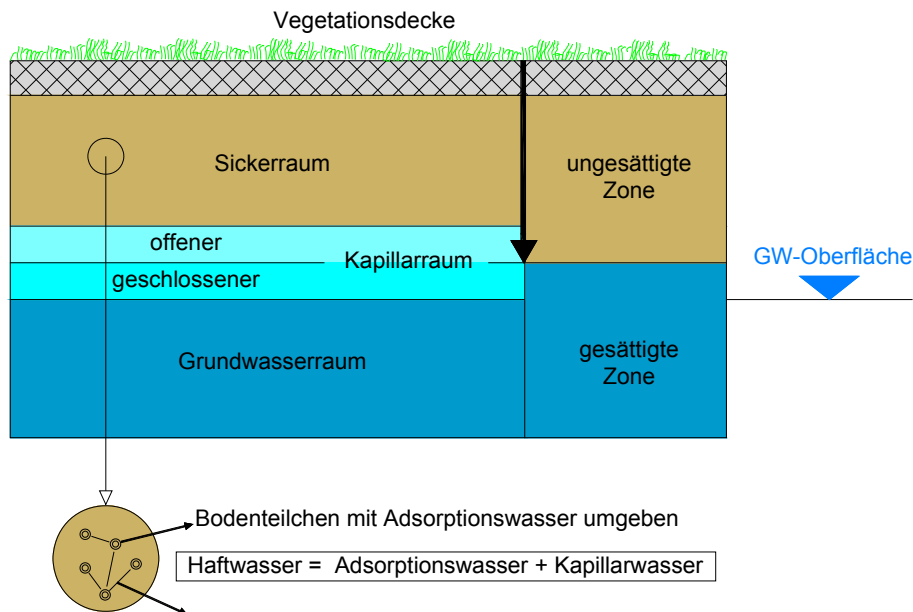 Vegetationsdecke
Sickerraum
ungesättigte
Zone
offener
Kapillarraum
geschlossener
GW-Oberfläche
Grundwasserraum
gesättigte
Zone
Bodenteilchen mit Adsorptionswasser umgeben
Haftwasser = Adsorptionswasser + Kapillarwasser